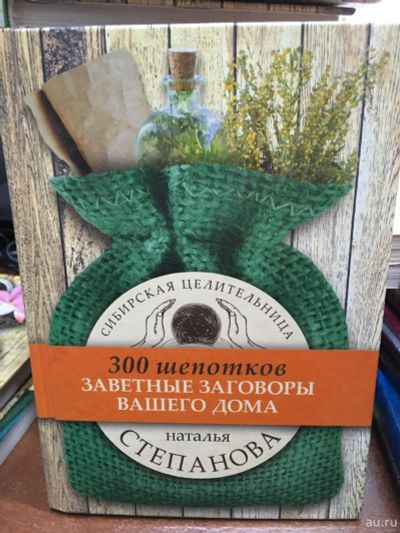 СИБИРСКАЯ ЦЕЛИТЕЛЬНИЦА
300 шепотков
ЗАВЕТНЫЕ ЗАГОВОРЫ
ВАШЕГО ДОМА
НАТАЛЬЯ
СТЕПАНОВА
au.ru